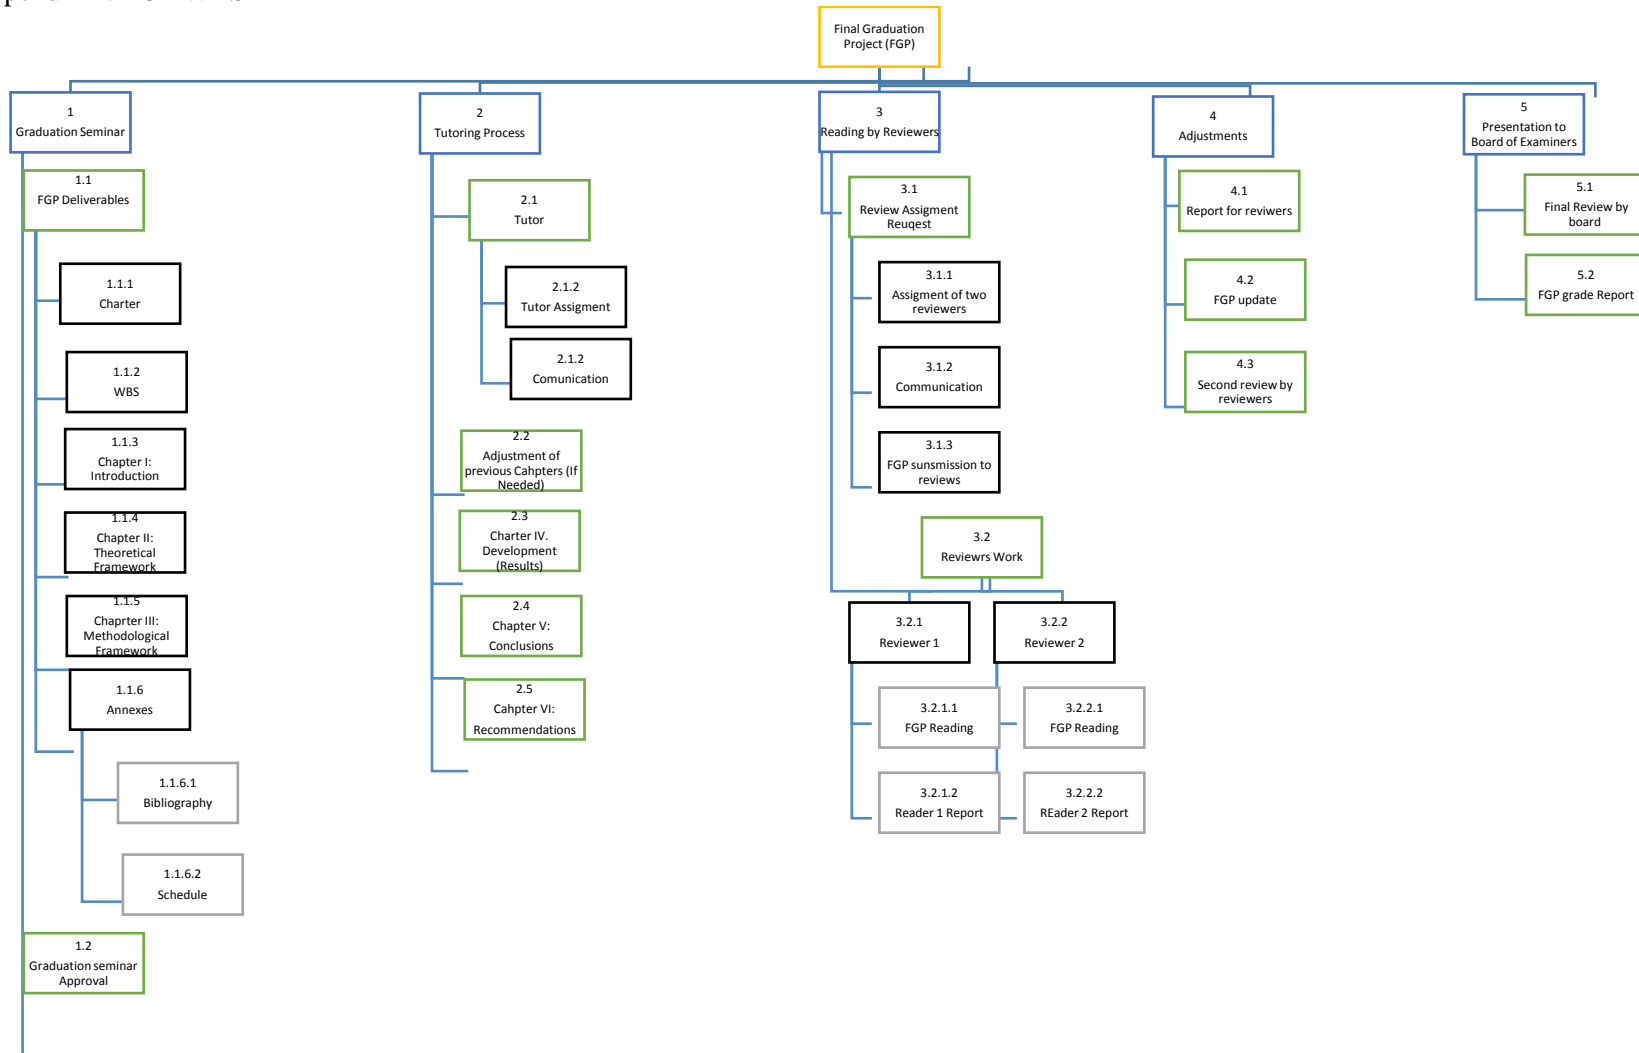 Final Graduation
Project (FGP)
1
Graduation Seminar
1.1
FGP Deliverables
1.1.1
Charter
1.1.2
WBS
1.1.3
Chapter I:
Introduction
1.1.4
Chapter II:
Theoretical
Framework
1.1.5
Chaprter III:
Methodological
Framework
1.1.6
Annexes
1.1.6.1
Bibliography
1.1.6.2
Schedule
1.2
Graduation seminar
Approval
2
Tutoring Process
2.1
Tutor
2.1.2
Tutor Assigment
2.1.2
Comunication
2.2
Adjustment of
previous Cahpters (If
Needed)
2.3
Charter IV.
Development
(Results)
2.4
Chapter V:
Conclusions
2.5
Cahpter VI:
Recommendations
3
Reading by Reviewers
3.1
Review Assigment
Reuqest
3.1.1
Assigment of two
reviewers
3.1.2
Communication
3.1.3
FGP sunsmission to
reviews
3.2
Reviewrs Work
3.2.1
Reviewer 1
3.2.1.1
FGP Reading
3.2.1.2
Reader 1 Report
3.2.2
Reviewer 2
3.2.2.1
FGP Reading
3.2.2.2
REader 2 Report
4
Adjustments
4.1
Report for reviwers
4.2
FGP update
4.3
Second review by
reviewers
5
Presentation to
Board of Examiners
5.1
Final Review by
board
5.2
FGP grade Report